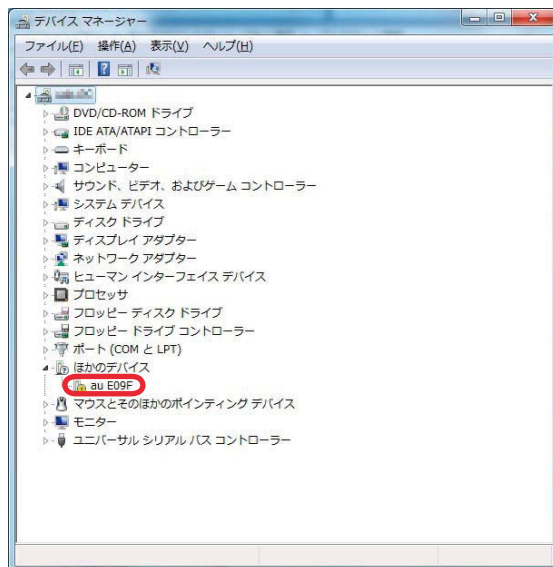 デバイス マネージャー
ファイル(F) 操作(A) 表示(V) ヘルプ(H)
DVD/CD-ROM ドライブ
IDE ATA/ATAPI コントローラー
キーボード
コンピューター
サウンド、ビデオ、およびゲーム コントローラー
システム デバイス
ディスク ドライブ
ディスプレイ アダプター
ネットワーク アダプター
ヒューマン インターフェイス デバイス
プロセッサ
フロッピー ディスク ドライブ
フロッピー ドライブ コントローラー
ポート (COM と LPT)
ほかのデバイス
au E09F
マウスとそのほかのポインティング デバイス
モニター
ユニバーサル シリアル バス コントローラー